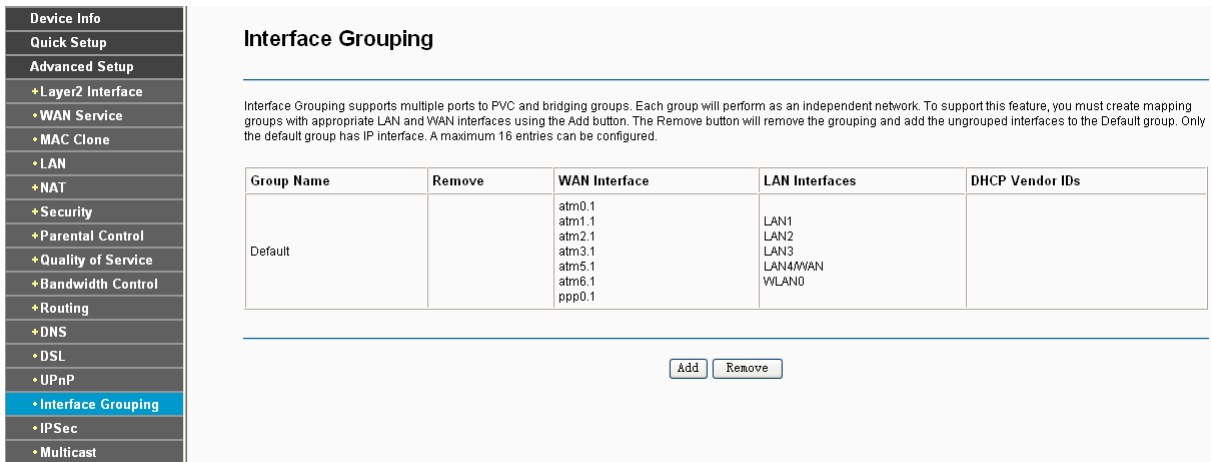 Device Info
Quick Setup
Advanced Setup
+Layer2 Interface
•WAN Service
•MAC Clone
•LAN
+NAT
+Security
+Parental Control
+Quality of Service
+Bandwidth Control
+Routing
+DNS
•DSL
•UPnP
•Interface Grouping
•IPSec
•Multicast
Interface Grouping
Interface Grouping supports multiple ports to PVC and bridging groups. Each group will perform as an independent network. To support this feature, you must create mapping
groups with appropriate LAN and WAN interfaces using the Add button. The Remove button will remove the grouping and add the ungrouped interfaces to the Default group. Only
the default group has IP interface. A maximum 16 entries can be configured.
Group Name Remove WAN Interface LAN Interfaces DHCP Vendor IDs
Default
atm0.1
atm1.1
atm2.1
atm3.1
atm5.1
atm6.1
ppp0.1
LAN1
LAN2
LAN3
LAN4/WAN
WLAN0
Add Remove